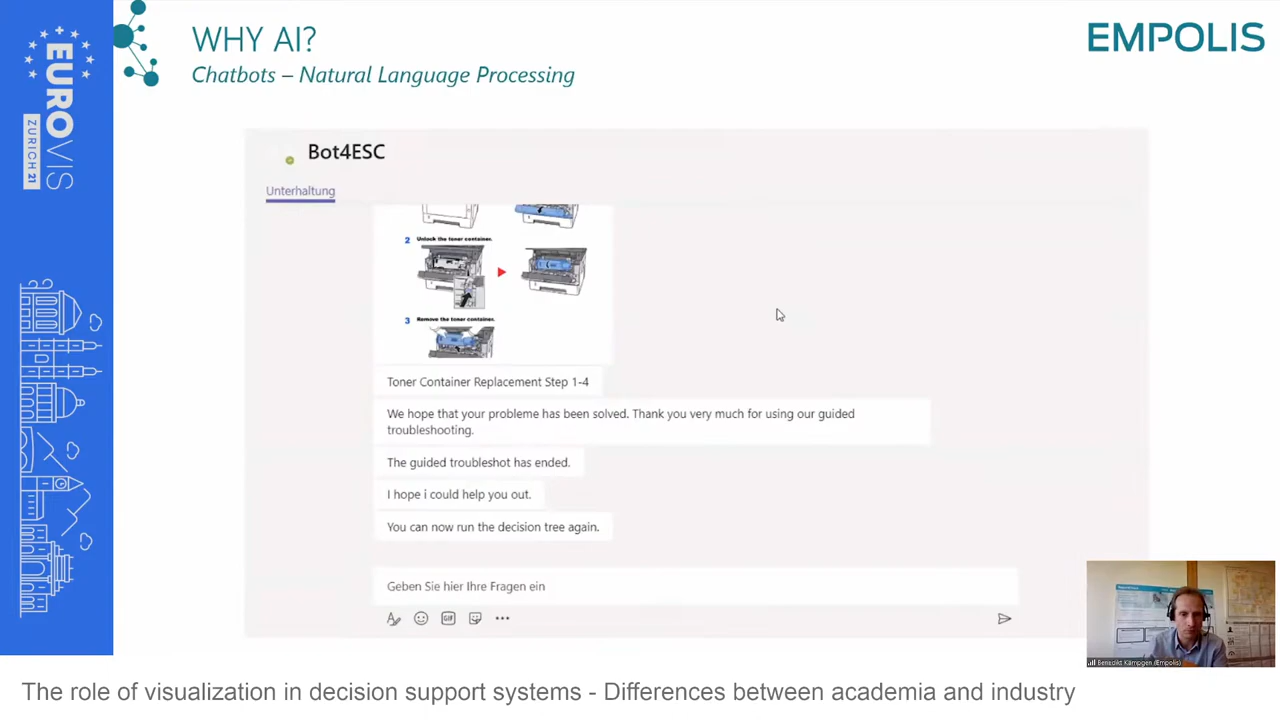 WHY AI?
EMPOLIS
Chatbots – Natural Language Processing
EUROVIS
ZURICH 21
Bot4ESC
Unterhaltung
2 Unlock the toner container.
3 Remove the toner container.
Toner Container Replacement Step 1-4
We hope that your probleme has been solved. Thank you very much for using our guided
troubleshooting.
The guided troubleshot has ended.
I hope i could help you out.
You can now run the decision tree again.
Geben Sie hier Ihre Fragen ein
GIF
Benedikt Kämpgen (Empolis)
The role of visualization in decision support systems - Differences between academia and industry